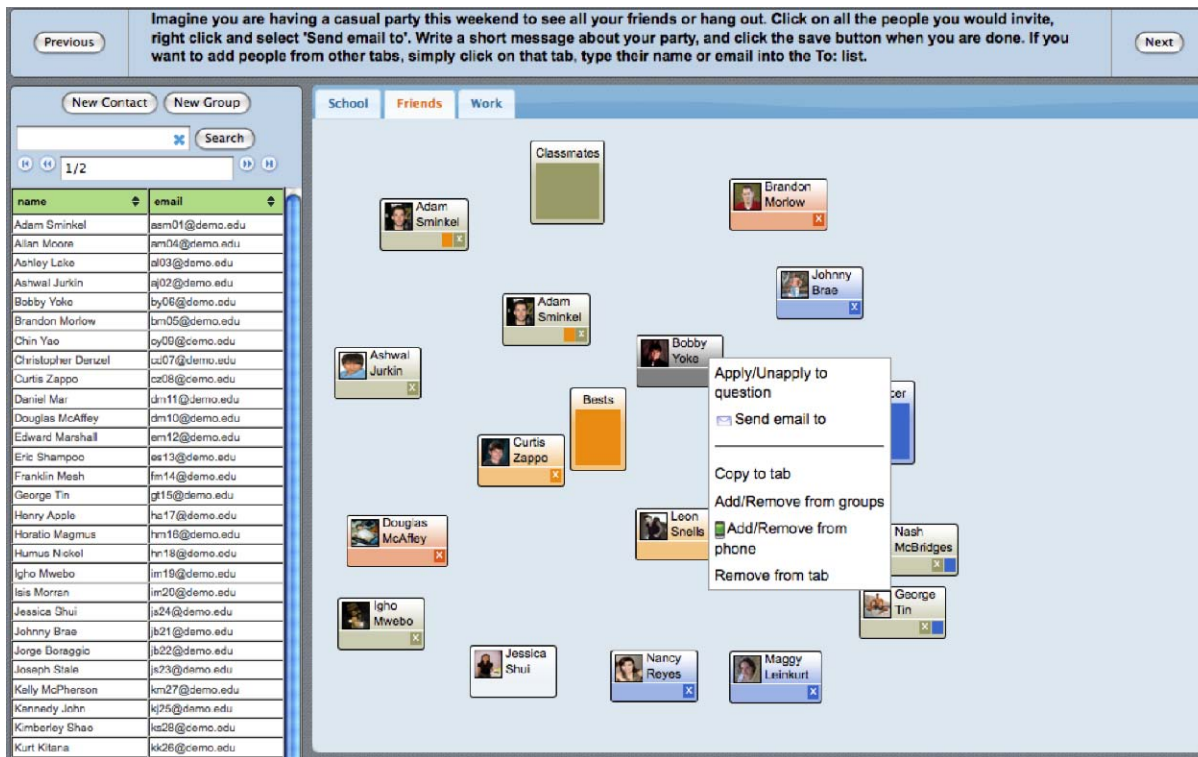 Previous
Imagine you are having a casual party this weekend to see all your friends or hang out. Click on all the people you would invite,
right click and select 'Send email to'. Write a short message about your party, and click the save button when you are done. If you
want to add people from other tabs, simply click on that tab, type their name or email into the To: list.
Next
New Contact New Group
Search
1/2
name email
Adam Sminkel asm01@demo.edu
Allan Moore am04@demo.edu
Ashley Lake al03@demo.edu
Ashwal Jurkin aj02@demo.edu
Bobby Yoke by06@demo.edu
Brandon Morlow bm05@demo.edu
Chin Yao cy09@demo.edu
Christopher Denzel cd07@demo.edu
Curtis Zappo cz08@demo.edu
Daniel Mar dm11@demo.edu
Douglas McAffey dm10@demo.edu
Edward Marshall em12@demo.edu
Eric Shampoo es13@demo.edu
Franklin Mesh fm14@demo.edu
George Tin gt15@demo.edu
Henry Apple ha17@demo.edu
Horatio Magmus hm16@demo.edu
Humus Nickel hn18@demo.edu
Igho Mwebo im19@demo.edu
Isis Morran im20@demo.edu
Jessica Shui js24@demo.edu
Johnny Brae jb21@demo.edu
Jorge Boraggio jb22@demo.edu
Joseph Stale js23@demo.edu
Kelly McPherson km27@demo.edu
Kennedy John kj25@demo.edu
Kimberley Shao ks28@demo.edu
Kurt Kitana kk26@demo.edu
School Friends Work
Classmates
Brandon
Morlow
X
Adam
Sminkel
X
Johnny
Brae
X
Adam
Sminkel
X
Bobby
Yoke
Ashwal
Jurkin
X
Bests
cer
Curtis
Zappo
X
Apply/Unapply to
question
Send email to
Copy to tab
Add/Remove from groups
Add/Remove from
phone
Remove from tab
Leon
Snells
Douglas
McAffey
X
Nash
McBridges
X
George
Tin
X
Igho
Mwebo
X
Jessica
Shui
Nancy
Reyes
X
Maggy
Leinkurt
X